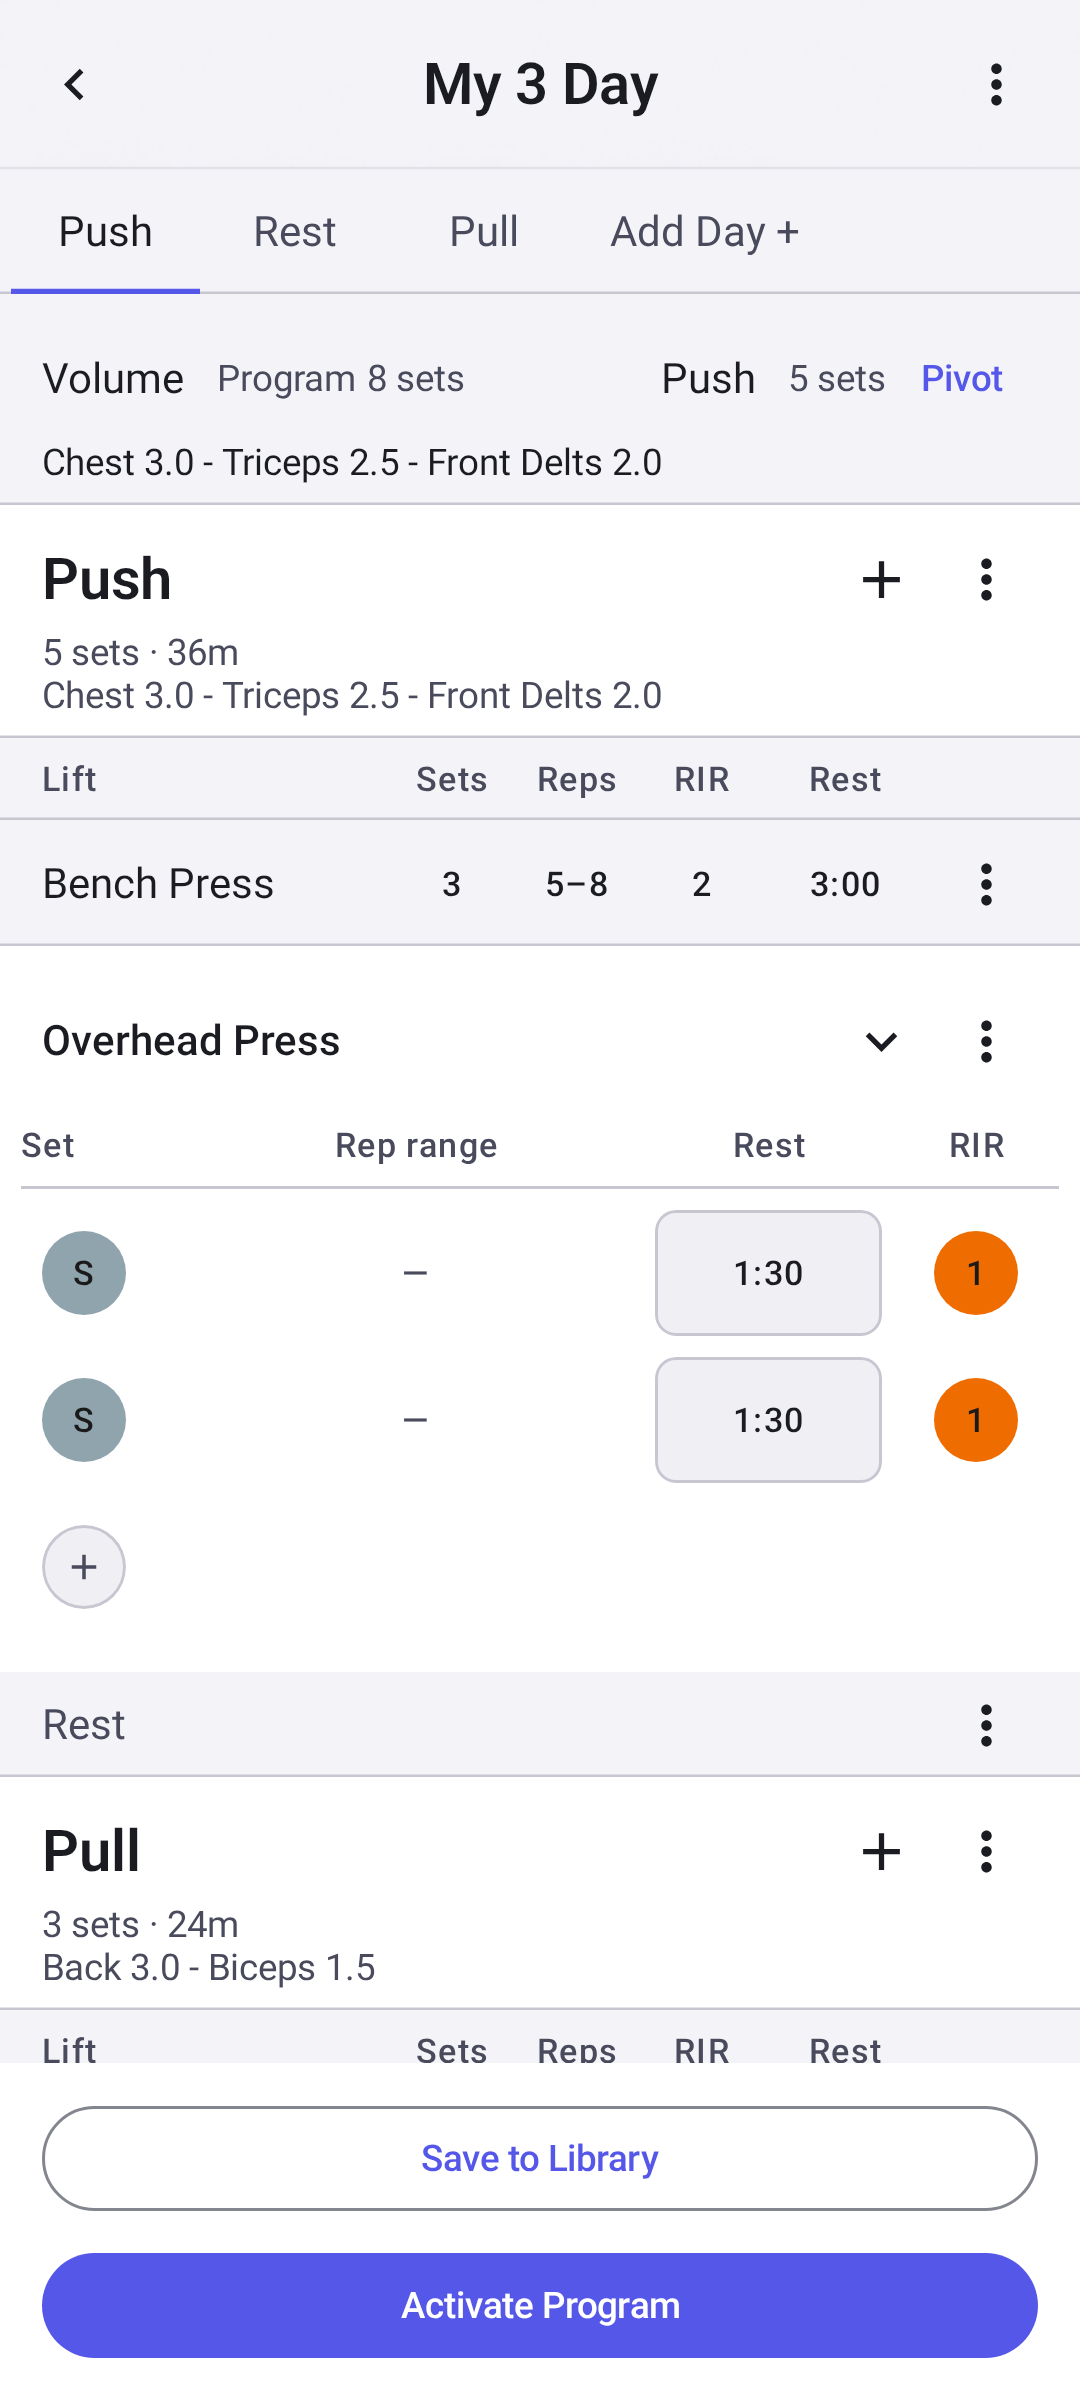 My 3 Day
Push Rest Pull Add Day +
Volume Program 8 sets Push 5 sets Pivot
Chest 3.0 - Triceps 2.5 - Front Delts 2.0
Push
5 sets · 36m
Chest 3.0 - Triceps 2.5 - Front Delts 2.0
Lift Sets Reps RIR Rest
Bench Press 3 5–8 2 3:00
Overhead Press
Set Rep range Rest RIR
S – 1:30 1
S – 1:30 1
+
Rest
Pull
3 sets · 24m
Back 3.0 - Biceps 1.5
Lift Sets Reps RIR Rest
Save to Library
Activate Program